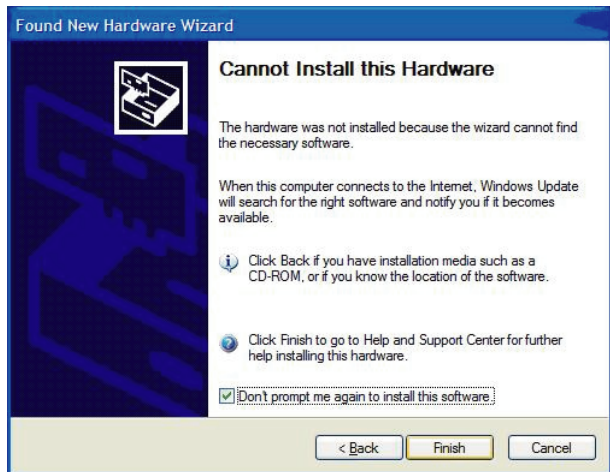 Found New Hardware Wizard
Cannot Install this Hardware
The hardware was not installed because the wizard cannot find
the necessary software.
When this computer connects to the Internet, Windows Update
will search for the right software and notify you if it becomes
available.
Click Back if you have installation media such as a
CD-ROM, or if you know the location of the software.
Click Finish to go to Help and Support Center for further
help installing this hardware.
Don't prompt me again to install this software.
< Back Finish Cancel